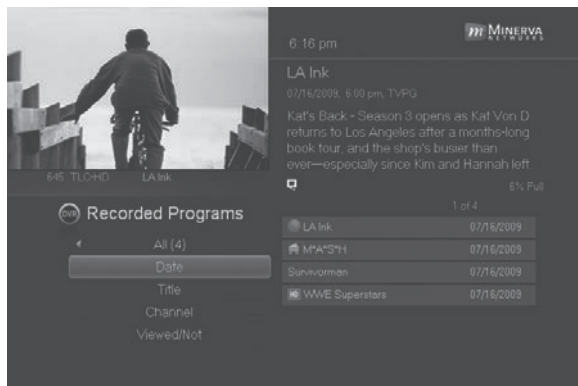 6:16 pm
MINERVA
NETWORKS
LA Ink
07/16/2009, 6:00 pm, TVPG
Kat's Back - Season 3 opens as Kat Von D
returns to Los Angeles after a months-long
book tour, and the shop's busier than
ever—especially since Kim and Hannah left.
645 TLC-HD LA Ink
6% Full
DVR Recorded Programs
1 of 4
All (4)
Date
Title
Channel
Viewed/Not
LA Ink 07/16/2009
M*A*S*H 07/16/2009
Survivorman 07/16/2009
HD WWE Superstars 07/16/2009